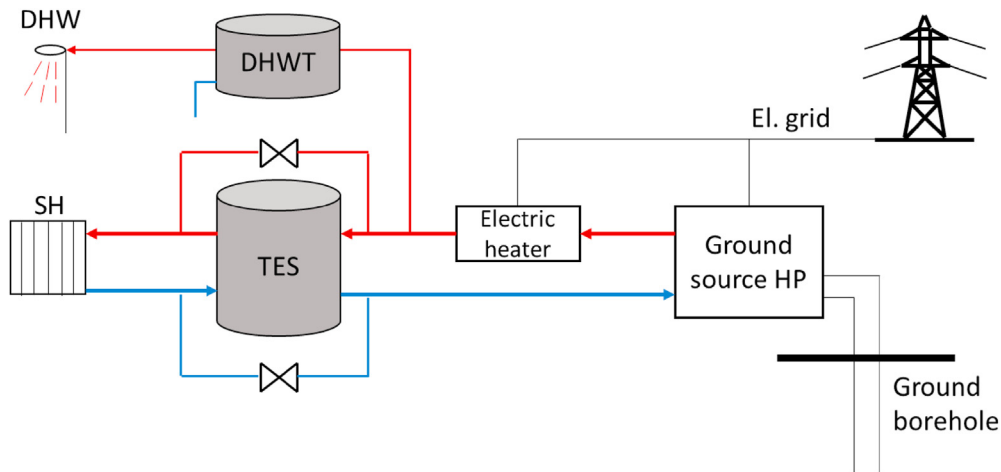 DHW
DHWT
El. grid
SH
TES
Electric
heater
Ground
source HP
Ground
borehole